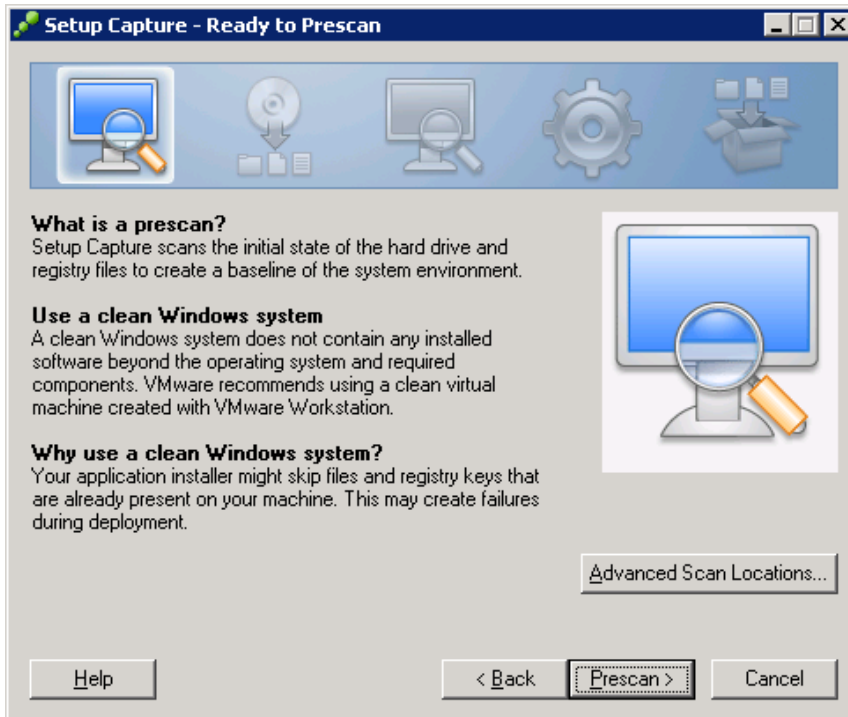 Setup Capture - Ready to Prescan
What is a prescan?
Setup Capture scans the initial state of the hard drive and
registry files to create a baseline of the system environment.
Use a clean Windows system
A clean Windows system does not contain any installed
software beyond the operating system and required
components. VMware recommends using a clean virtual
machine created with VMware Workstation.
Why use a clean Windows system?
Your application installer might skip files and registry keys that
are already present on your machine. This may create failures
during deployment.
Advanced Scan Locations...
Help
< Back
Prescan >
Cancel